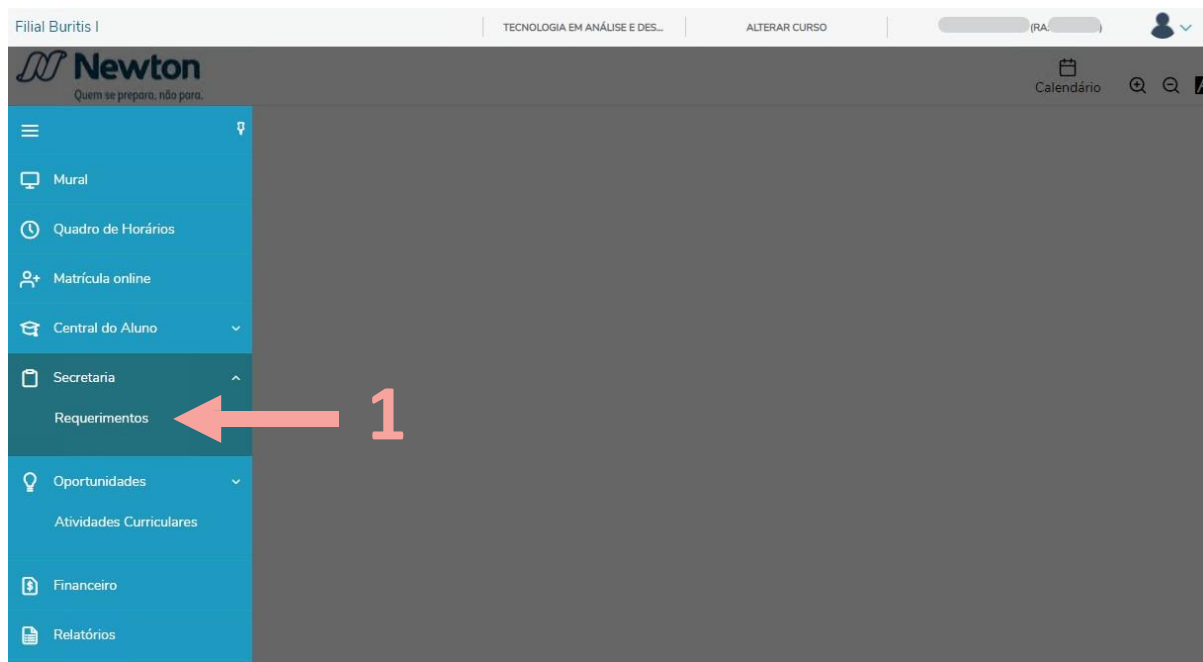 Filial Buritis I
TECNOLOGIA EM ANÁLISE E DES...
ALTERAR CURSO
(RA: )
Newton
Quem se prepara, não para.
Calendário
Mural
Quadro de Horários
Matrícula online
Central do Aluno
Secretaria
Requerimentos
1
Oportunidades
Atividades Curriculares
Financeiro
Relatórios